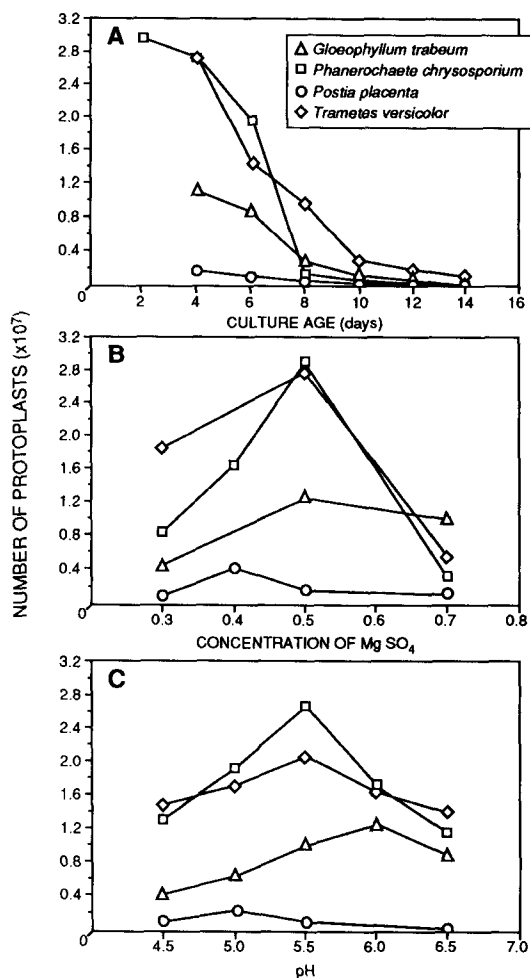 NUMBER OF PROTOPLASTS (x10⁷)
A
3.2
2.8
2.4
2.0
1.6
1.2
0.8
0.4
0
Gloeophyllum trabeum
Phanerochaete chrysosporium
Postia placenta
Trametes versicolor
2 4 6 8 10 12 14 16
CULTURE AGE (days)
B
3.2
2.8
2.4
2.0
1.6
1.2
0.8
0.4
0
0.3 0.4 0.5 0.6 0.7 0.8
CONCENTRATION OF Mg SO₄
C
3.2
2.8
2.4
2.0
1.6
1.2
0.8
0.4
0
4.5 5.0 5.5 6.0 6.5 7.0
pH